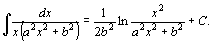 ∫ dx / x(a²x² + b²) = 1/2b² ln x² / a²x² + b² + C.